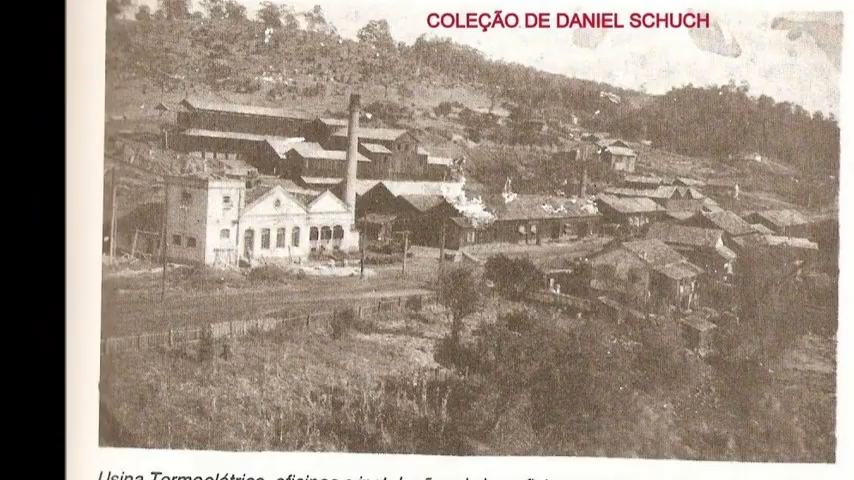 COLEÇÃO DE DANIEL SCHUCH
Usina Termoelétrica, oficinas e